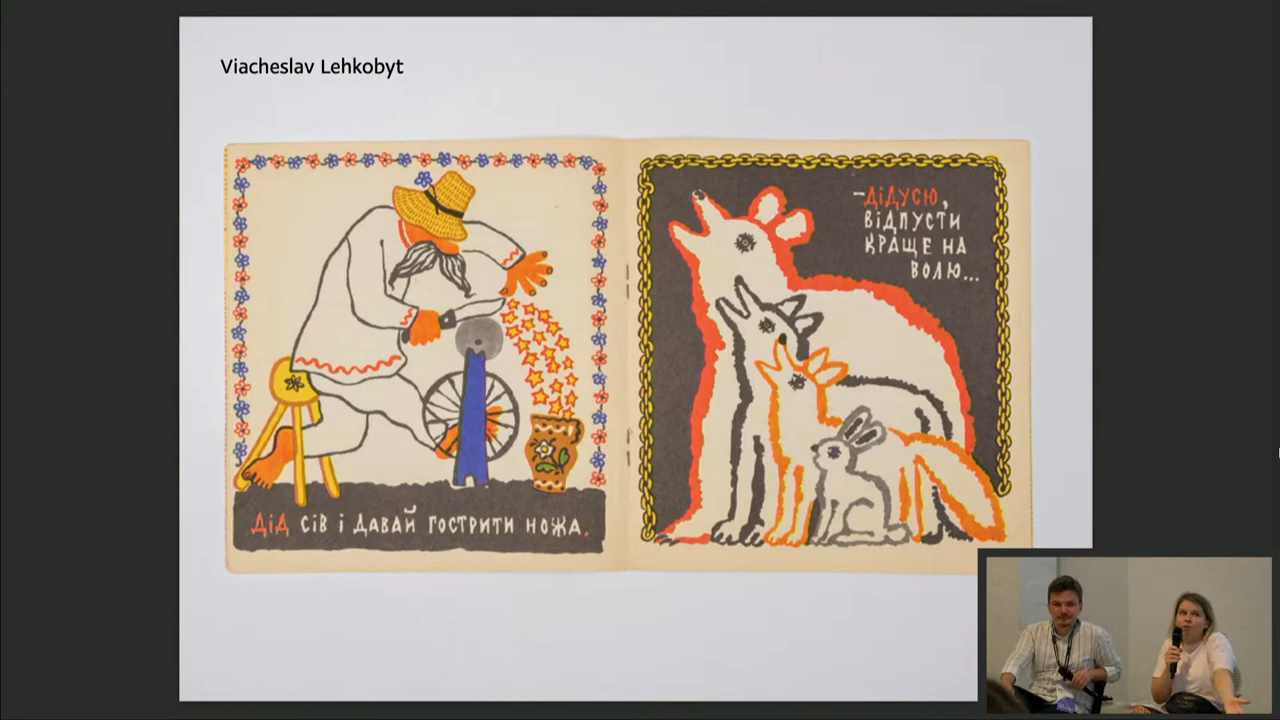 Viacheslav Lehkobyt
ДіД СіВ і ДАВАЙ ГОСТРИТИ НОЖА.
–ДіДУСЮ,
ВіДПУСТИ
КРАЩЕ НА
ВОЛЮ...